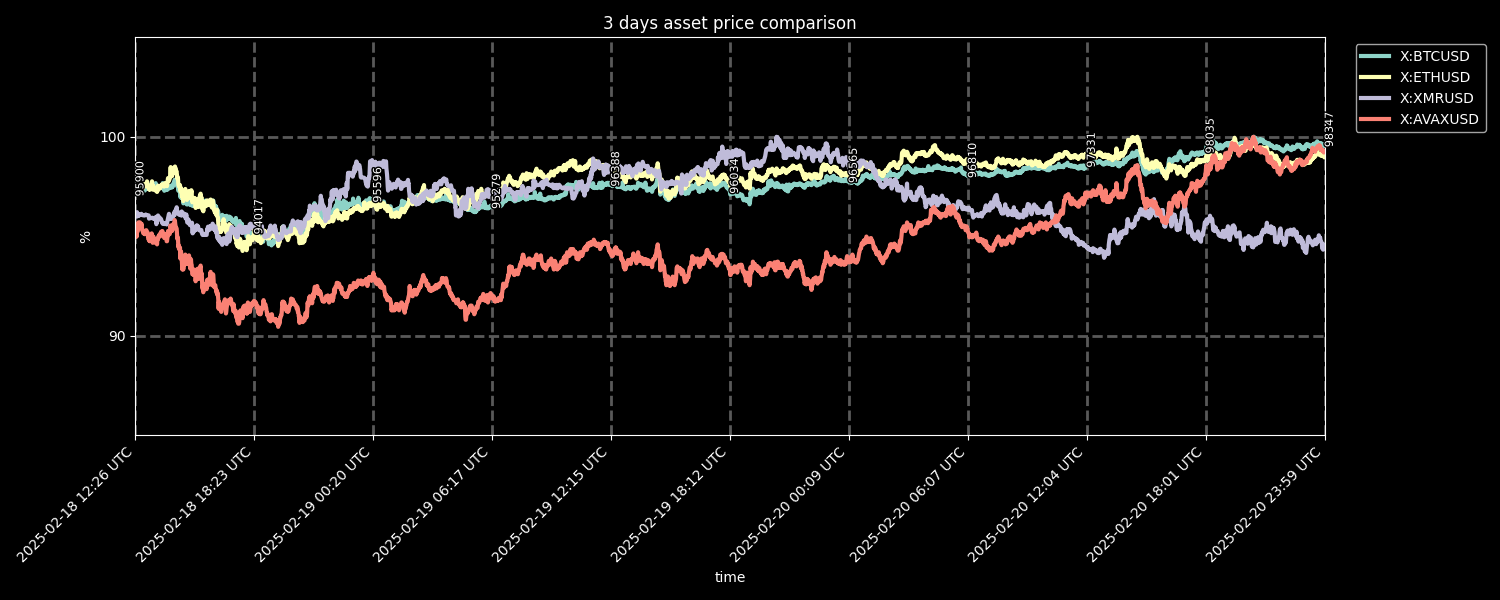 3 days asset price comparison
X:BTCUSD
X:ETHUSD
X:XMRUSD
X:AVAXUSD
100
90
%
95900
94017
95596
95279
96388
96034
96565
96810
97331
98035
98347
2025-02-18 12:26 UTC
2025-02-18 18:23 UTC
2025-02-19 00:20 UTC
2025-02-19 06:17 UTC
2025-02-19 12:15 UTC
2025-02-19 18:12 UTC
2025-02-20 00:09 UTC
2025-02-20 06:07 UTC
2025-02-20 12:04 UTC
2025-02-20 18:01 UTC
2025-02-20 23:59 UTC
time